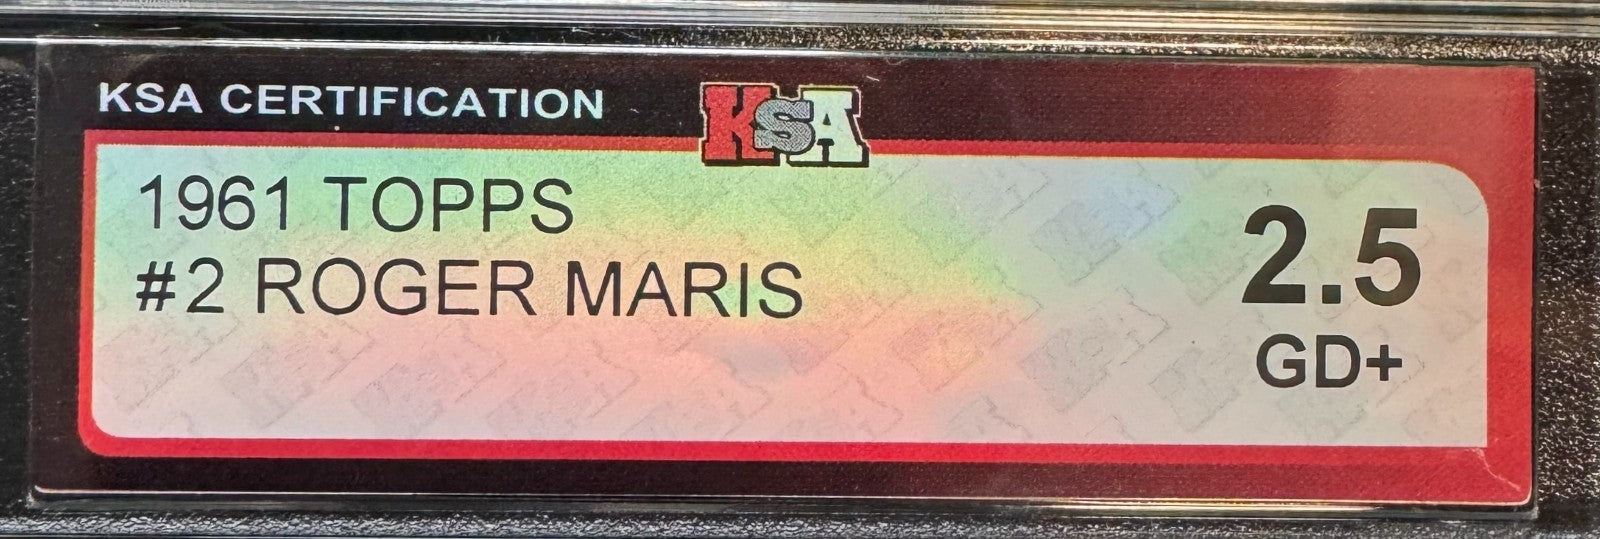 KSA CERTIFICATION
KSA
1961 TOPPS
#2 ROGER MARIS
2.5
GD+